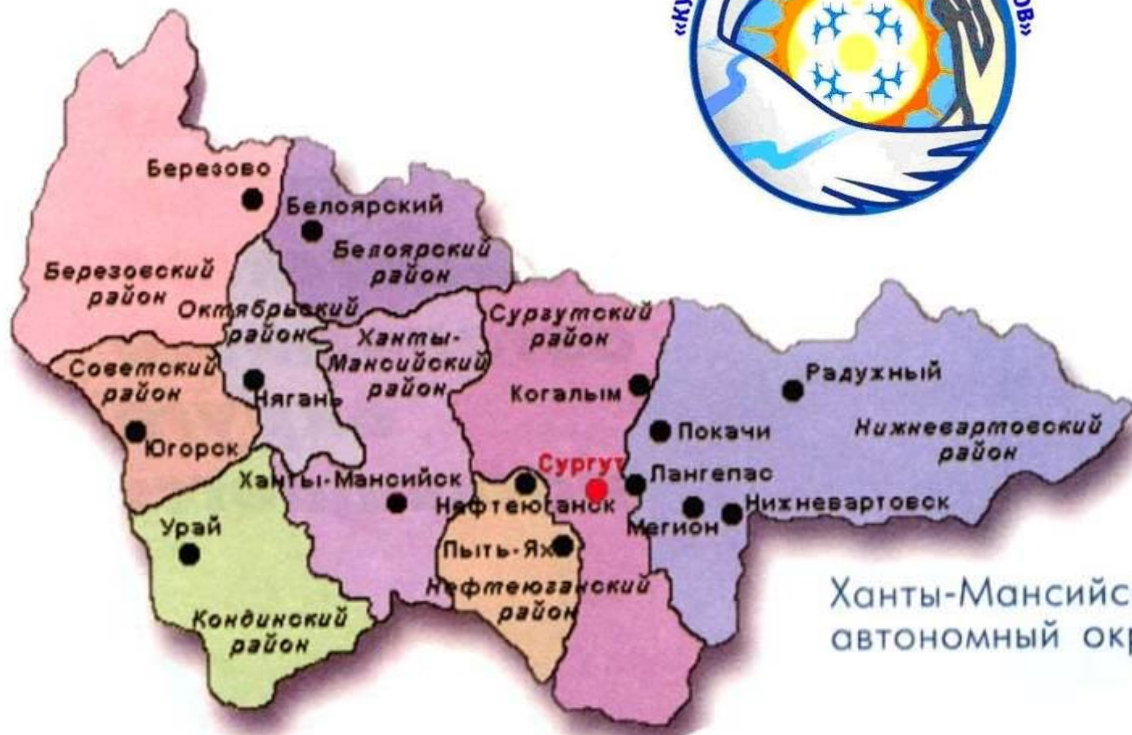 Березово
Белоярский
Белоярский
район
Березовский
район
Октябрьский
район
Ханты-
Мансийский
район
Сургутский
район
Советский
район
Когалым
Радужный
Нягань
Югорск
Покачи
Нижневартовский
район
Сургут
Ханты-Мансийск
Нефтеюганск
Лангепас
Мегион
Нижневартовск
Урай
Пыть-Ях
Нефтеюганский
район
Кондинский
район
Ханты-Мансийс
автономный